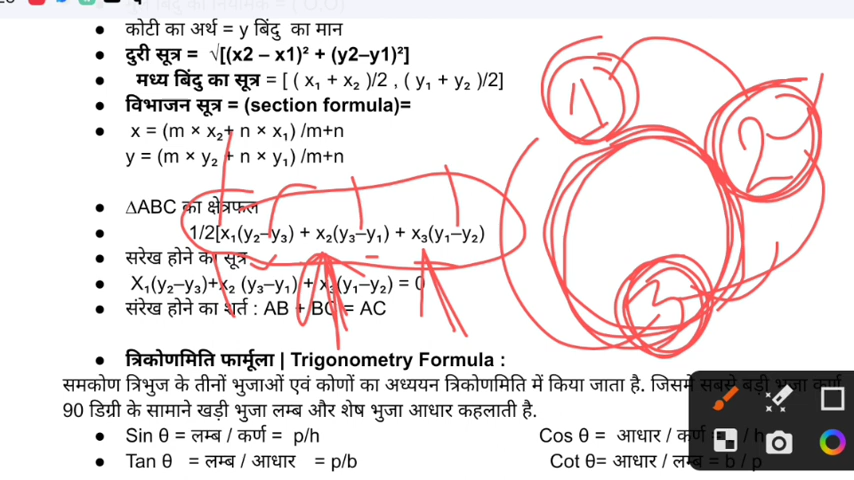 मूल बिंदु का नियामक = ( 0,0)
• कोटी का अर्थ = y बिंदु का मान
• दुरी सूत्र = √[(x2 – x1)² + (y2–y1)²]
• मध्य बिंदु का सूत्र = [ ( x₁ + x₂ )/2 , ( y₁ + y₂ )/2]
• विभाजन सूत्र = (section formula)=
• x = (m × x₂+ n × x₁) /m+n
y = (m × y₂ + n × y₁) /m+n
• ∆ABC का क्षेत्रफल
• 1/2[x₁(y₂–y₃) + x₂(y₃–y₁) + x₃(y₁–y₂)
• सरेख होने का सूत्र
• X₁(y₂–y₃)+x₂ (y₃–y₁) + x₃(y₁–y₂) = 0
• संरेख होने का शर्त : AB + BC = AC
1
2
3
• त्रिकोणमिति फार्मूला | Trigonometry Formula :
समकोण त्रिभुज के तीनों भुजाओं एवं कोणों का अध्ययन त्रिकोणमिति में किया जाता है. जिसमें सबसे बड़ी भुजा कर्ण
90 डिग्री के सामाने खड़ी भुजा लम्ब और शेष भुजा आधार कहलाती है.
• Sin θ = लम्ब / कर्ण = p/h Cos θ = आधार / कर्ण / h
• Tan θ = लम्ब / आधार = p/b Cot θ= आधार / लम्ब = b / p